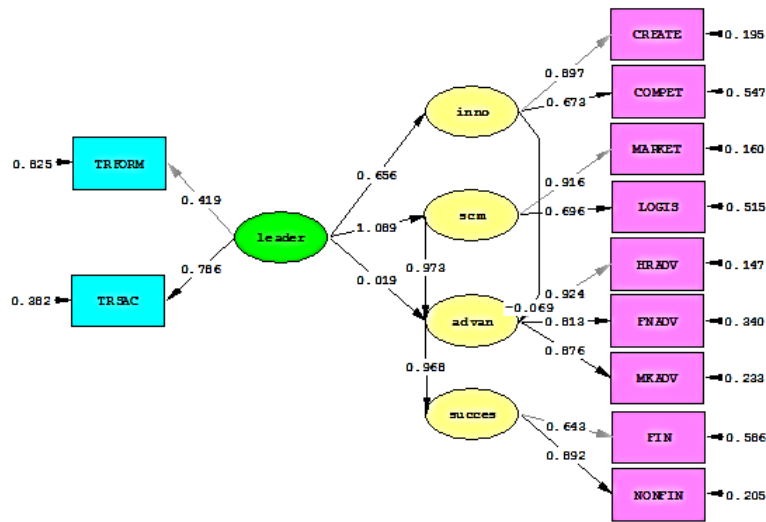 CREATE
0.195
0.897
COMPET
0.547
inno
0.673
MARKET
0.160
TRFORM
0.825
0.656
0.916
0.419
scm
0.696
LOGIS
0.515
leader
1.089
HRADV
0.147
0.973
0.786
0.019
0.924
-0.069
TRSAC
0.382
advan
0.813
FNADV
0.340
0.876
0.968
MKADV
0.233
succes
0.643
FIN
0.586
0.892
NONFIN
0.205